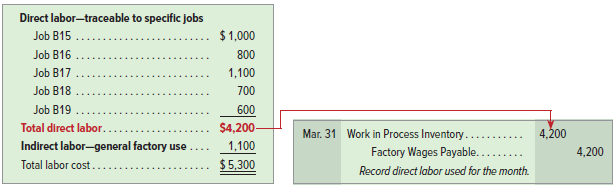 Direct labor—traceable to specific jobs
Job B15 .......................... $ 1,000
Job B16 .......................... 800
Job B17 .......................... 1,100
Job B18 .......................... 700
Job B19 .......................... 600
Total direct labor...................... $4,200
Indirect labor—general factory use .... 1,100
Total labor cost........................ $ 5,300
Mar. 31 Work in Process Inventory........... 4,200
Factory Wages Payable......... 4,200
Record direct labor used for the month.